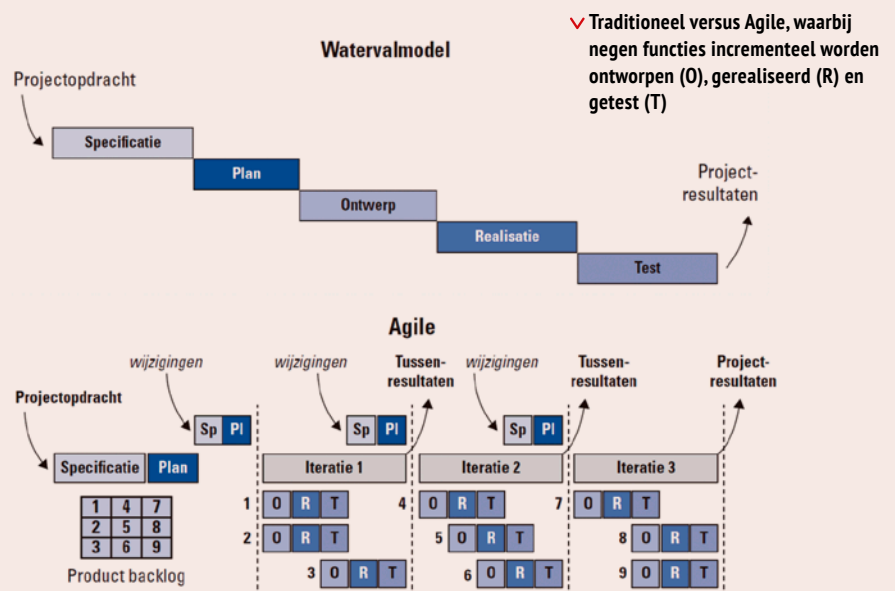 Traditioneel versus Agile, waarbij
negen functies incrementeel worden
ontworpen (O), gerealiseerd (R) en
getest (T)
Watervalmodel
Projectopdracht
Specificatie
Plan
Ontwerp
Realisatie
Test
Project-
resultaten
Agile
wijzigingen
wijzigingen
Tussen-
resultaten
wijzigingen
Tussen-
resultaten
Project-
resultaten
Projectopdracht
Sp Pl
Sp Pl
Sp Pl
Specificatie Plan
Iteratie 1
Iteratie 2
Iteratie 3
1 4 7
2 5 8
3 6 9
Product backlog
1 O R T
2 O R T
3 O R T
4 O R T
5 O R T
6 O R T
7 O R T
8 O R T
9 O R T